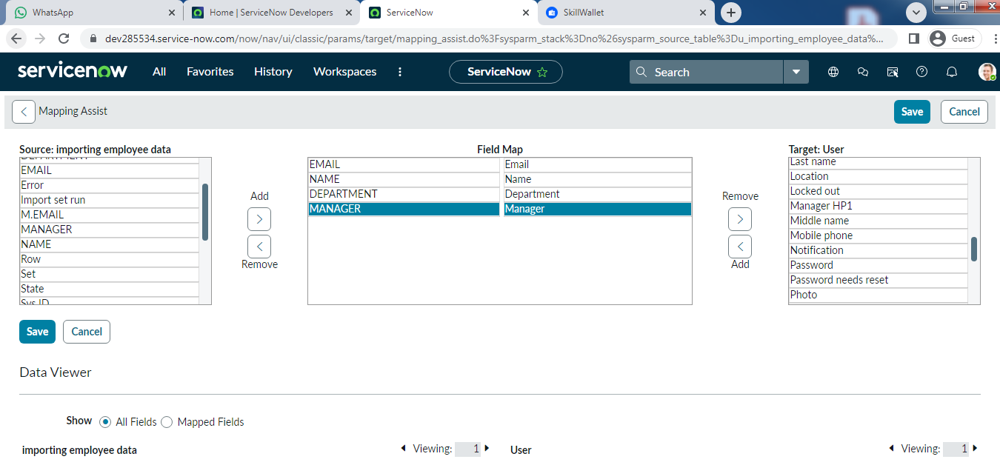 WhatsApp
Home | ServiceNow Developers
ServiceNow
SkillWallet
dev285534.service-now.com/now/nav/ui/classic/params/target/mapping_assist.do%3Fsysparm_stack%3Dno%26sysparm_source_table%3Du_importing_employee_data%...
Guest
servicenow
All
Favorites
History
Workspaces
ServiceNow
Search
Mapping Assist
Save
Cancel
Source: importing employee data
Field Map
Target: User
DEPARTMENT
EMAIL
Error
Import set run
M.EMAIL
MANAGER
NAME
Row
Set
State
Sys ID
Add
Remove
EMAIL Email
NAME Name
DEPARTMENT Department
MANAGER Manager
Remove
Add
Last name
Location
Locked out
Manager HP1
Middle name
Mobile phone
Notification
Password
Password needs reset
Photo
Save
Cancel
Data Viewer
Show All Fields Mapped Fields
importing employee data
Viewing: 1
User
Viewing: 1